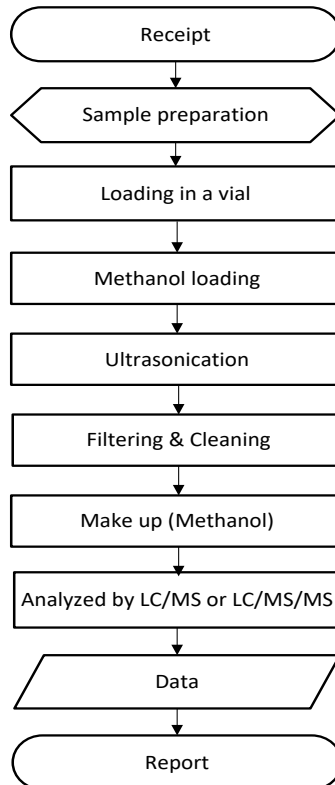 Receipt
Sample preparation
Loading in a vial
Methanol loading
Ultrasonication
Filtering & Cleaning
Make up (Methanol)
Analyzed by LC/MS or LC/MS/MS
Data
Report